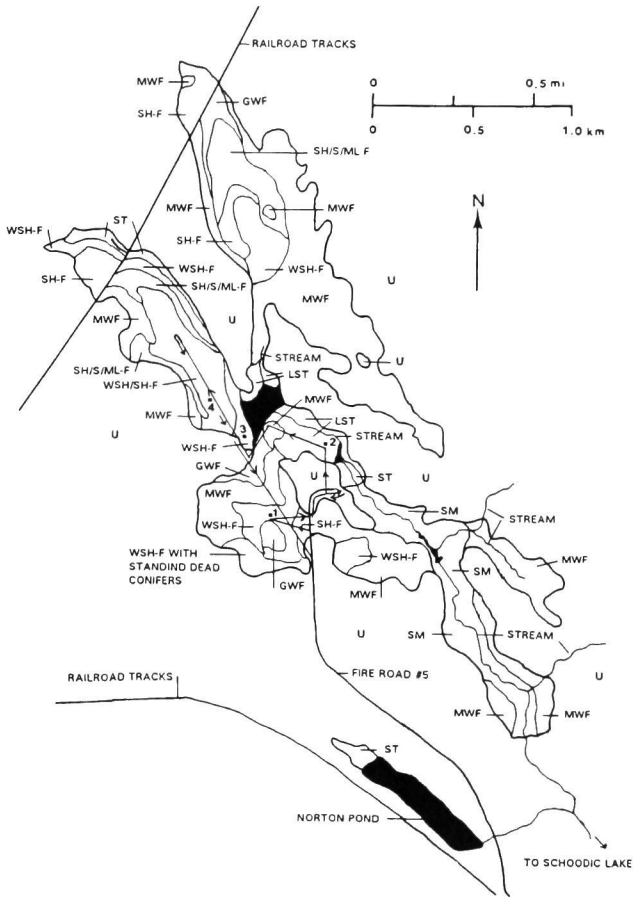 RAILROAD TRACKS
0 0.5 mi
0 0.5 1.0 km
MWF
GWF
SH-F
SH/S/ML-F
N
MWF
MWF
ST
SH-F
WSH-F
WSH-F
WSH-F
MWF
U
SH-F
SH/S/ML-F
MWF
U
STREAM
U
SH/S/ML-F
LST
WSH/SH-F
MWF
4
LST
MWF
3
STREAM
U
2
WSH-F
U
ST
U
GWF
MWF
SM
1
STREAM
WSH-F
SH-F
WSH-F WITH
STANDIND DEAD
CONIFERS
WSH-F
MWF
GWF
SM
MWF
U
SM
STREAM
RAILROAD TRACKS
FIRE ROAD #5
U
MWF
MWF
ST
NORTON POND
TO SCHOODIC LAKE